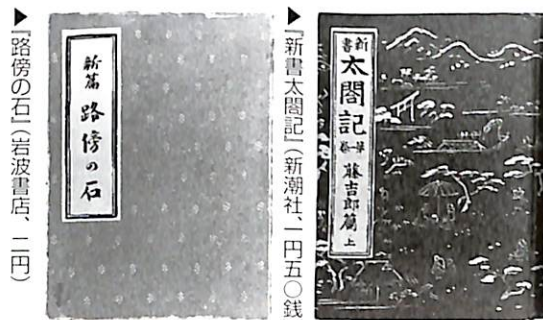 ▶『新書太閤記』(新潮社、一円五〇銭
新書
太閤記
第一巻
藤吉郎篇 上
▶『路傍の石』(岩波書店、二円)
新篇 路傍の石